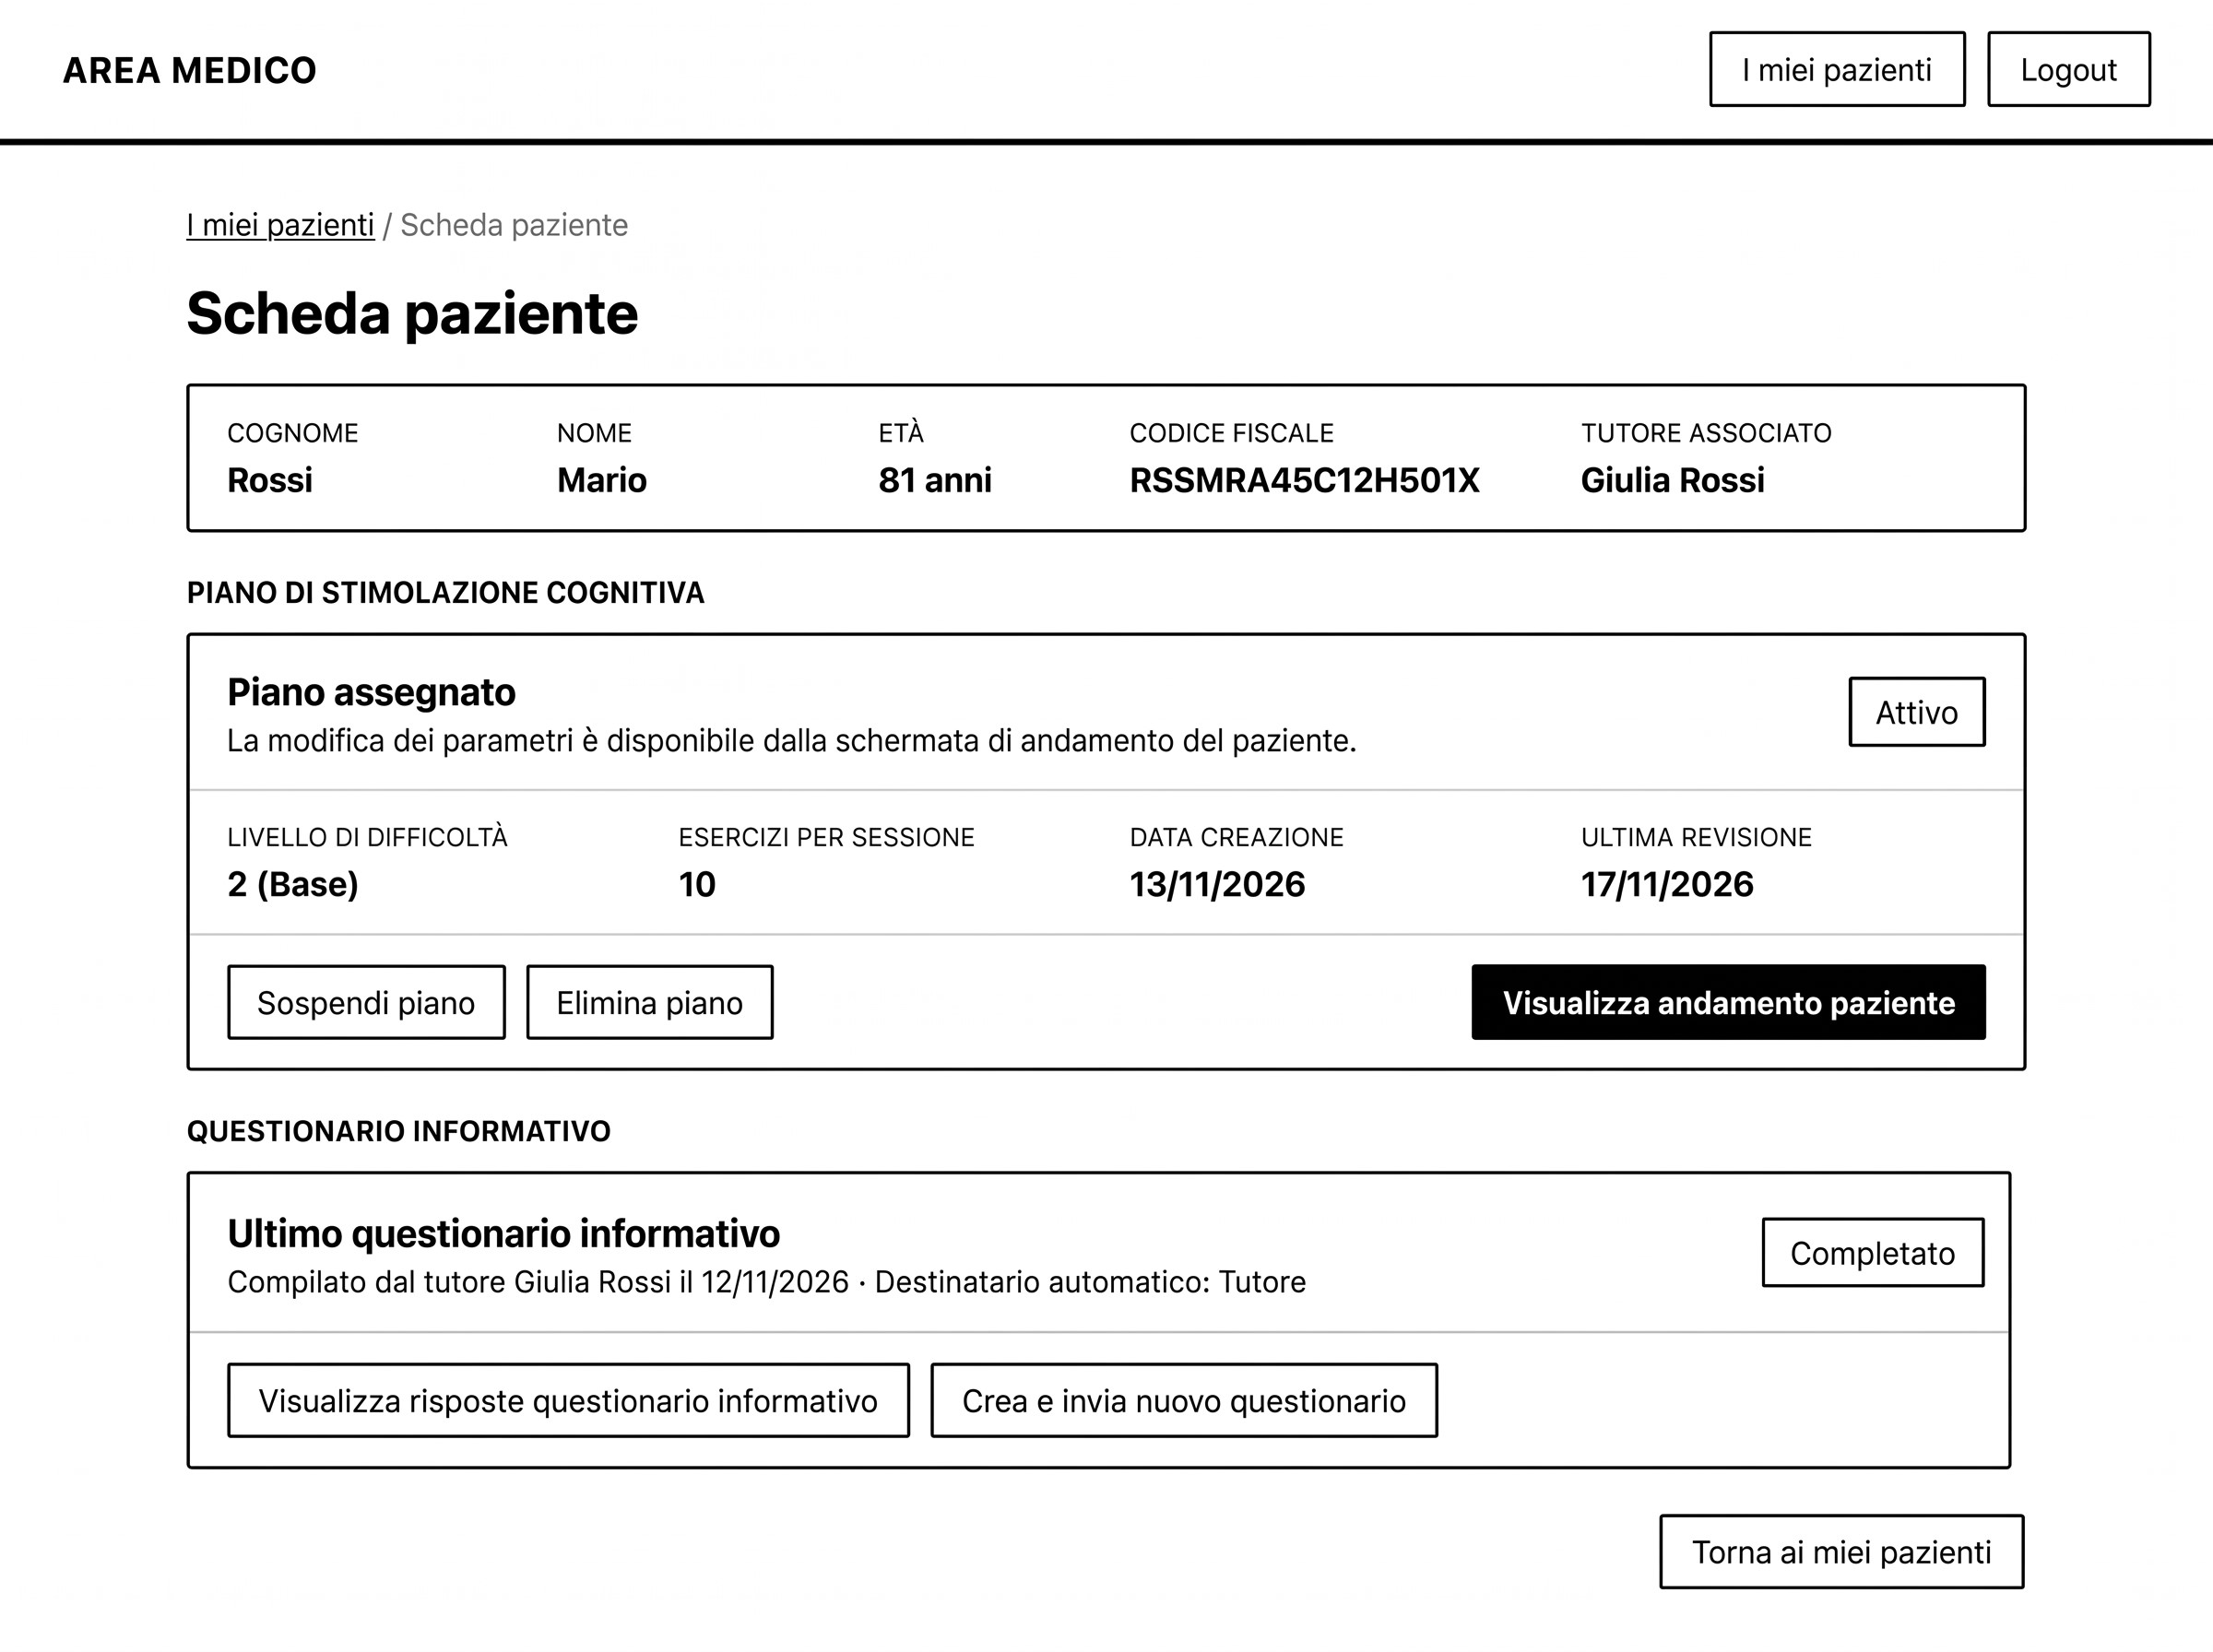 AREA MEDICO
I miei pazienti
Logout
I miei pazienti / Scheda paziente
Scheda paziente
COGNOME NOME ETÀ CODICE FISCALE TUTORE ASSOCIATO
Rossi Mario 81 anni RSSMRA45C12H501X Giulia Rossi
PIANO DI STIMOLAZIONE COGNITIVA
Piano assegnato
La modifica dei parametri è disponibile dalla schermata di andamento del paziente.
Attivo
LIVELLO DI DIFFICOLTÀ ESERCIZI PER SESSIONE DATA CREAZIONE ULTIMA REVISIONE
2 (Base) 10 13/11/2026 17/11/2026
Sospendi piano Elimina piano Visualizza andamento paziente
QUESTIONARIO INFORMATIVO
Ultimo questionario informativo
Compilato dal tutore Giulia Rossi il 12/11/2026 · Destinatario automatico: Tutore
Completato
Visualizza risposte questionario informativo Crea e invia nuovo questionario
Torna ai miei pazienti